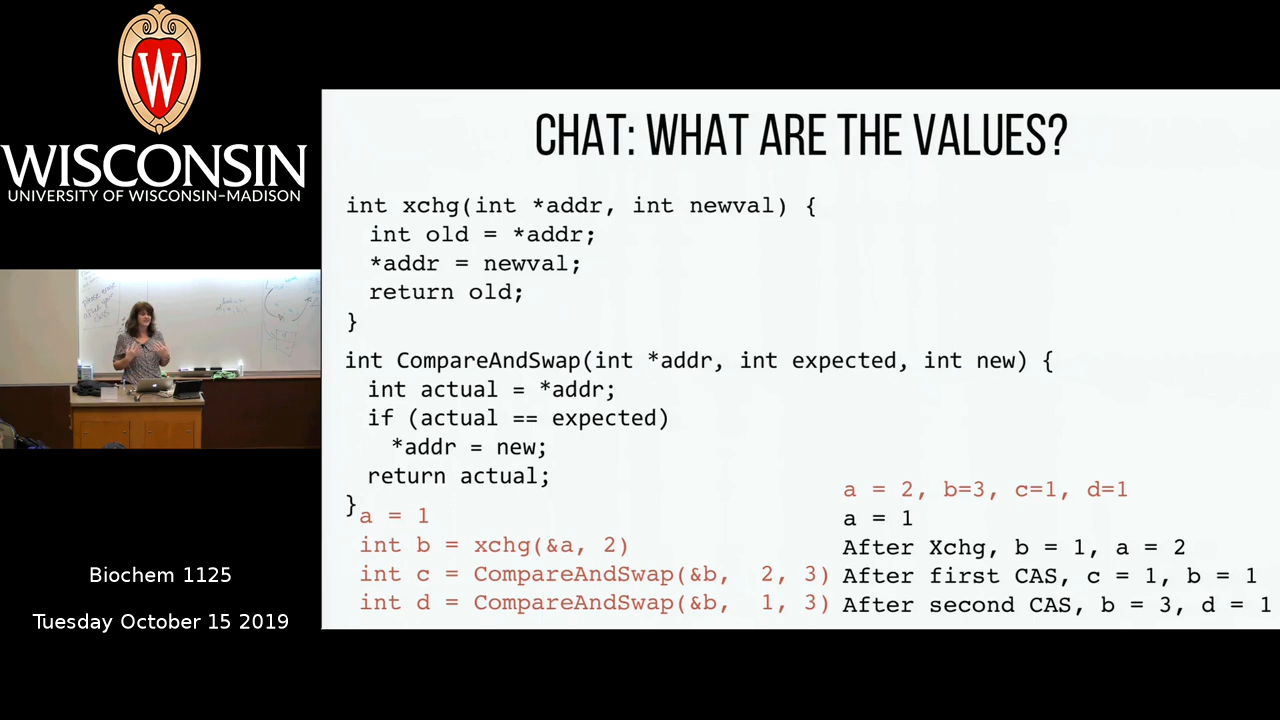 W
WISCONSIN
UNIVERSITY OF WISCONSIN–MADISON
please erase
Biochem 1125
Tuesday October 15 2019
CHAT: WHAT ARE THE VALUES?
int xchg(int *addr, int newval) {
int old = *addr;
*addr = newval;
return old;
}
int CompareAndSwap(int *addr, int expected, int new) {
int actual = *addr;
if (actual == expected)
*addr = new;
return actual;
}
a = 1
int b = xchg(&a, 2)
int c = CompareAndSwap(&b, 2, 3)
int d = CompareAndSwap(&b, 1, 3)
a = 2, b=3, c=1, d=1
a = 1
After Xchg, b = 1, a = 2
After first CAS, c = 1, b = 1
After second CAS, b = 3, d = 1